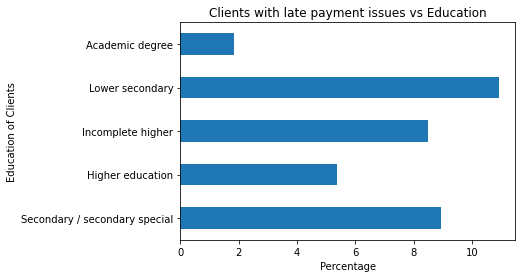 Clients with late payment issues vs Education
Academic degree
Lower secondary
Incomplete higher
Higher education
Secondary / secondary special
Education of Clients
0 2 4 6 8 10
Percentage